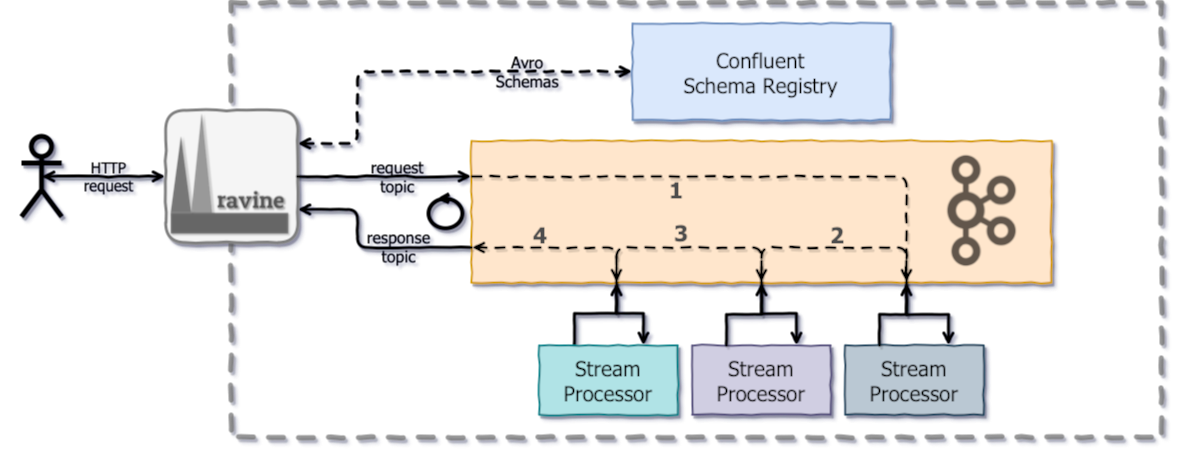 Avro
Schemas
Confluent
Schema Registry
HTTP
request
ravine
request
topic
response
topic
1
4
3
2
Stream
Processor
Stream
Processor
Stream
Processor